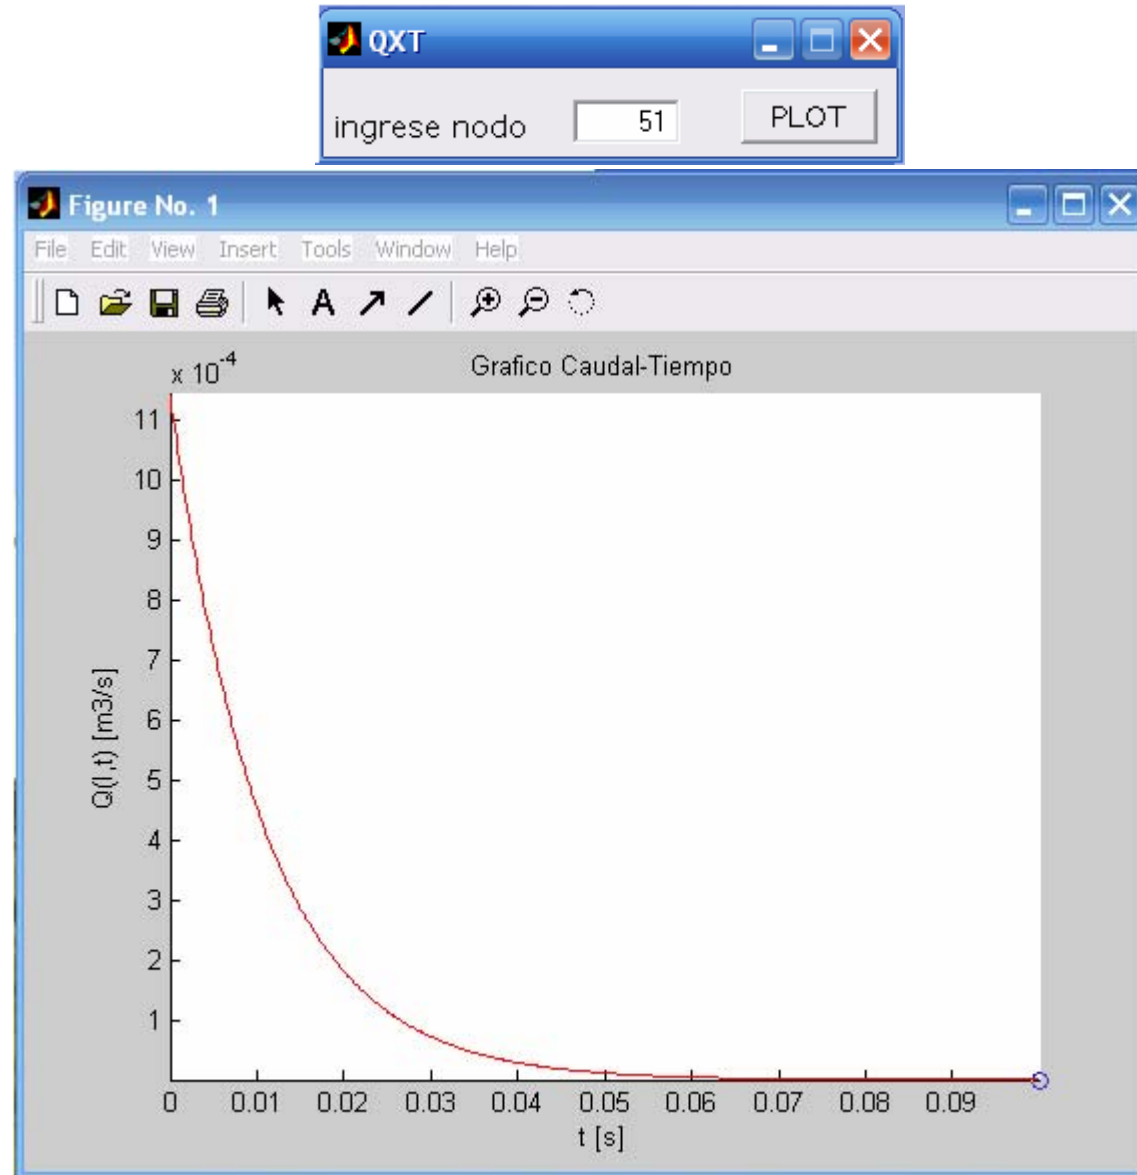 QXT
ingrese nodo 51 PLOT
Figure No. 1
File Edit View Insert Tools Window Help
A
x 10^-4
Grafico Caudal-Tiempo
11
10
9
8
7
6
5
4
3
2
1
Q(l,t) [m3/s]
0 0.01 0.02 0.03 0.04 0.05 0.06 0.07 0.08 0.09
t [s]